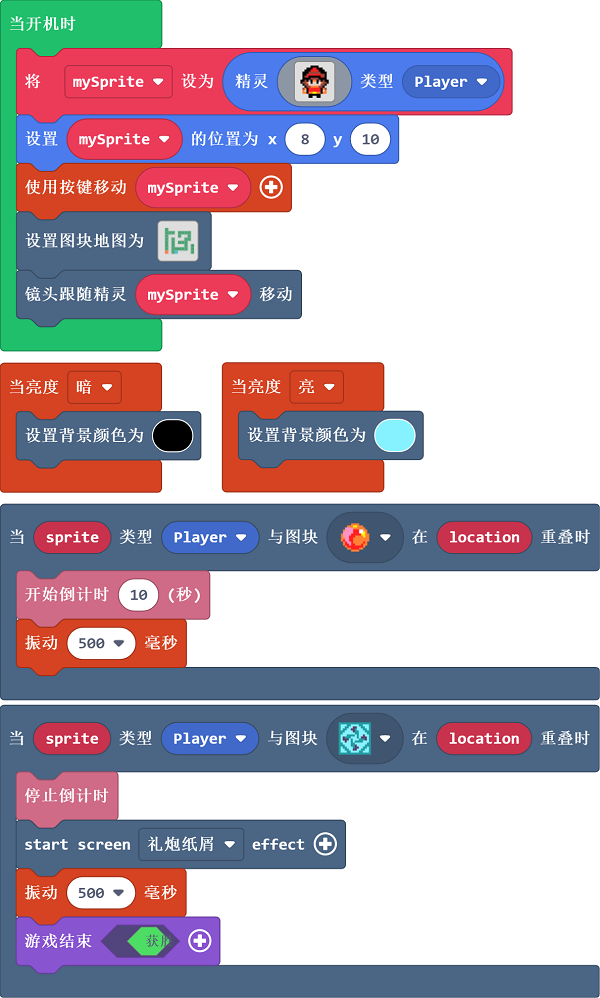 当开机时
将 mySprite 设为 精灵 类型 Player
设置 mySprite 的位置为 x 8 y 10
使用按键移动 mySprite
设置图块地图为
镜头跟随精灵 mySprite 移动
当亮度 暗
设置背景颜色为
当亮度 亮
设置背景颜色为
当 sprite 类型 Player 与图块 在 location 重叠时
开始倒计时 10 (秒)
振动 500 毫秒
当 sprite 类型 Player 与图块 在 location 重叠时
停止倒计时
start screen 礼炮纸屑 effect
振动 500 毫秒
游戏结束 获